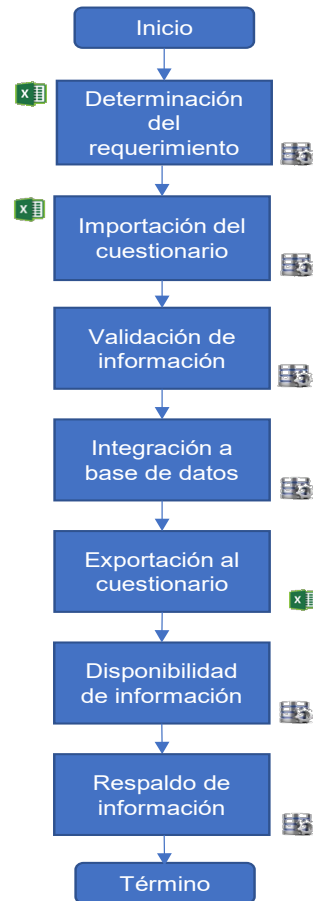 Inicio
Determinación
del
requerimiento
Importación del
cuestionario
Validación de
información
Integración a
base de datos
Exportación al
cuestionario
Disponibilidad
de información
Respaldo de
información
Término